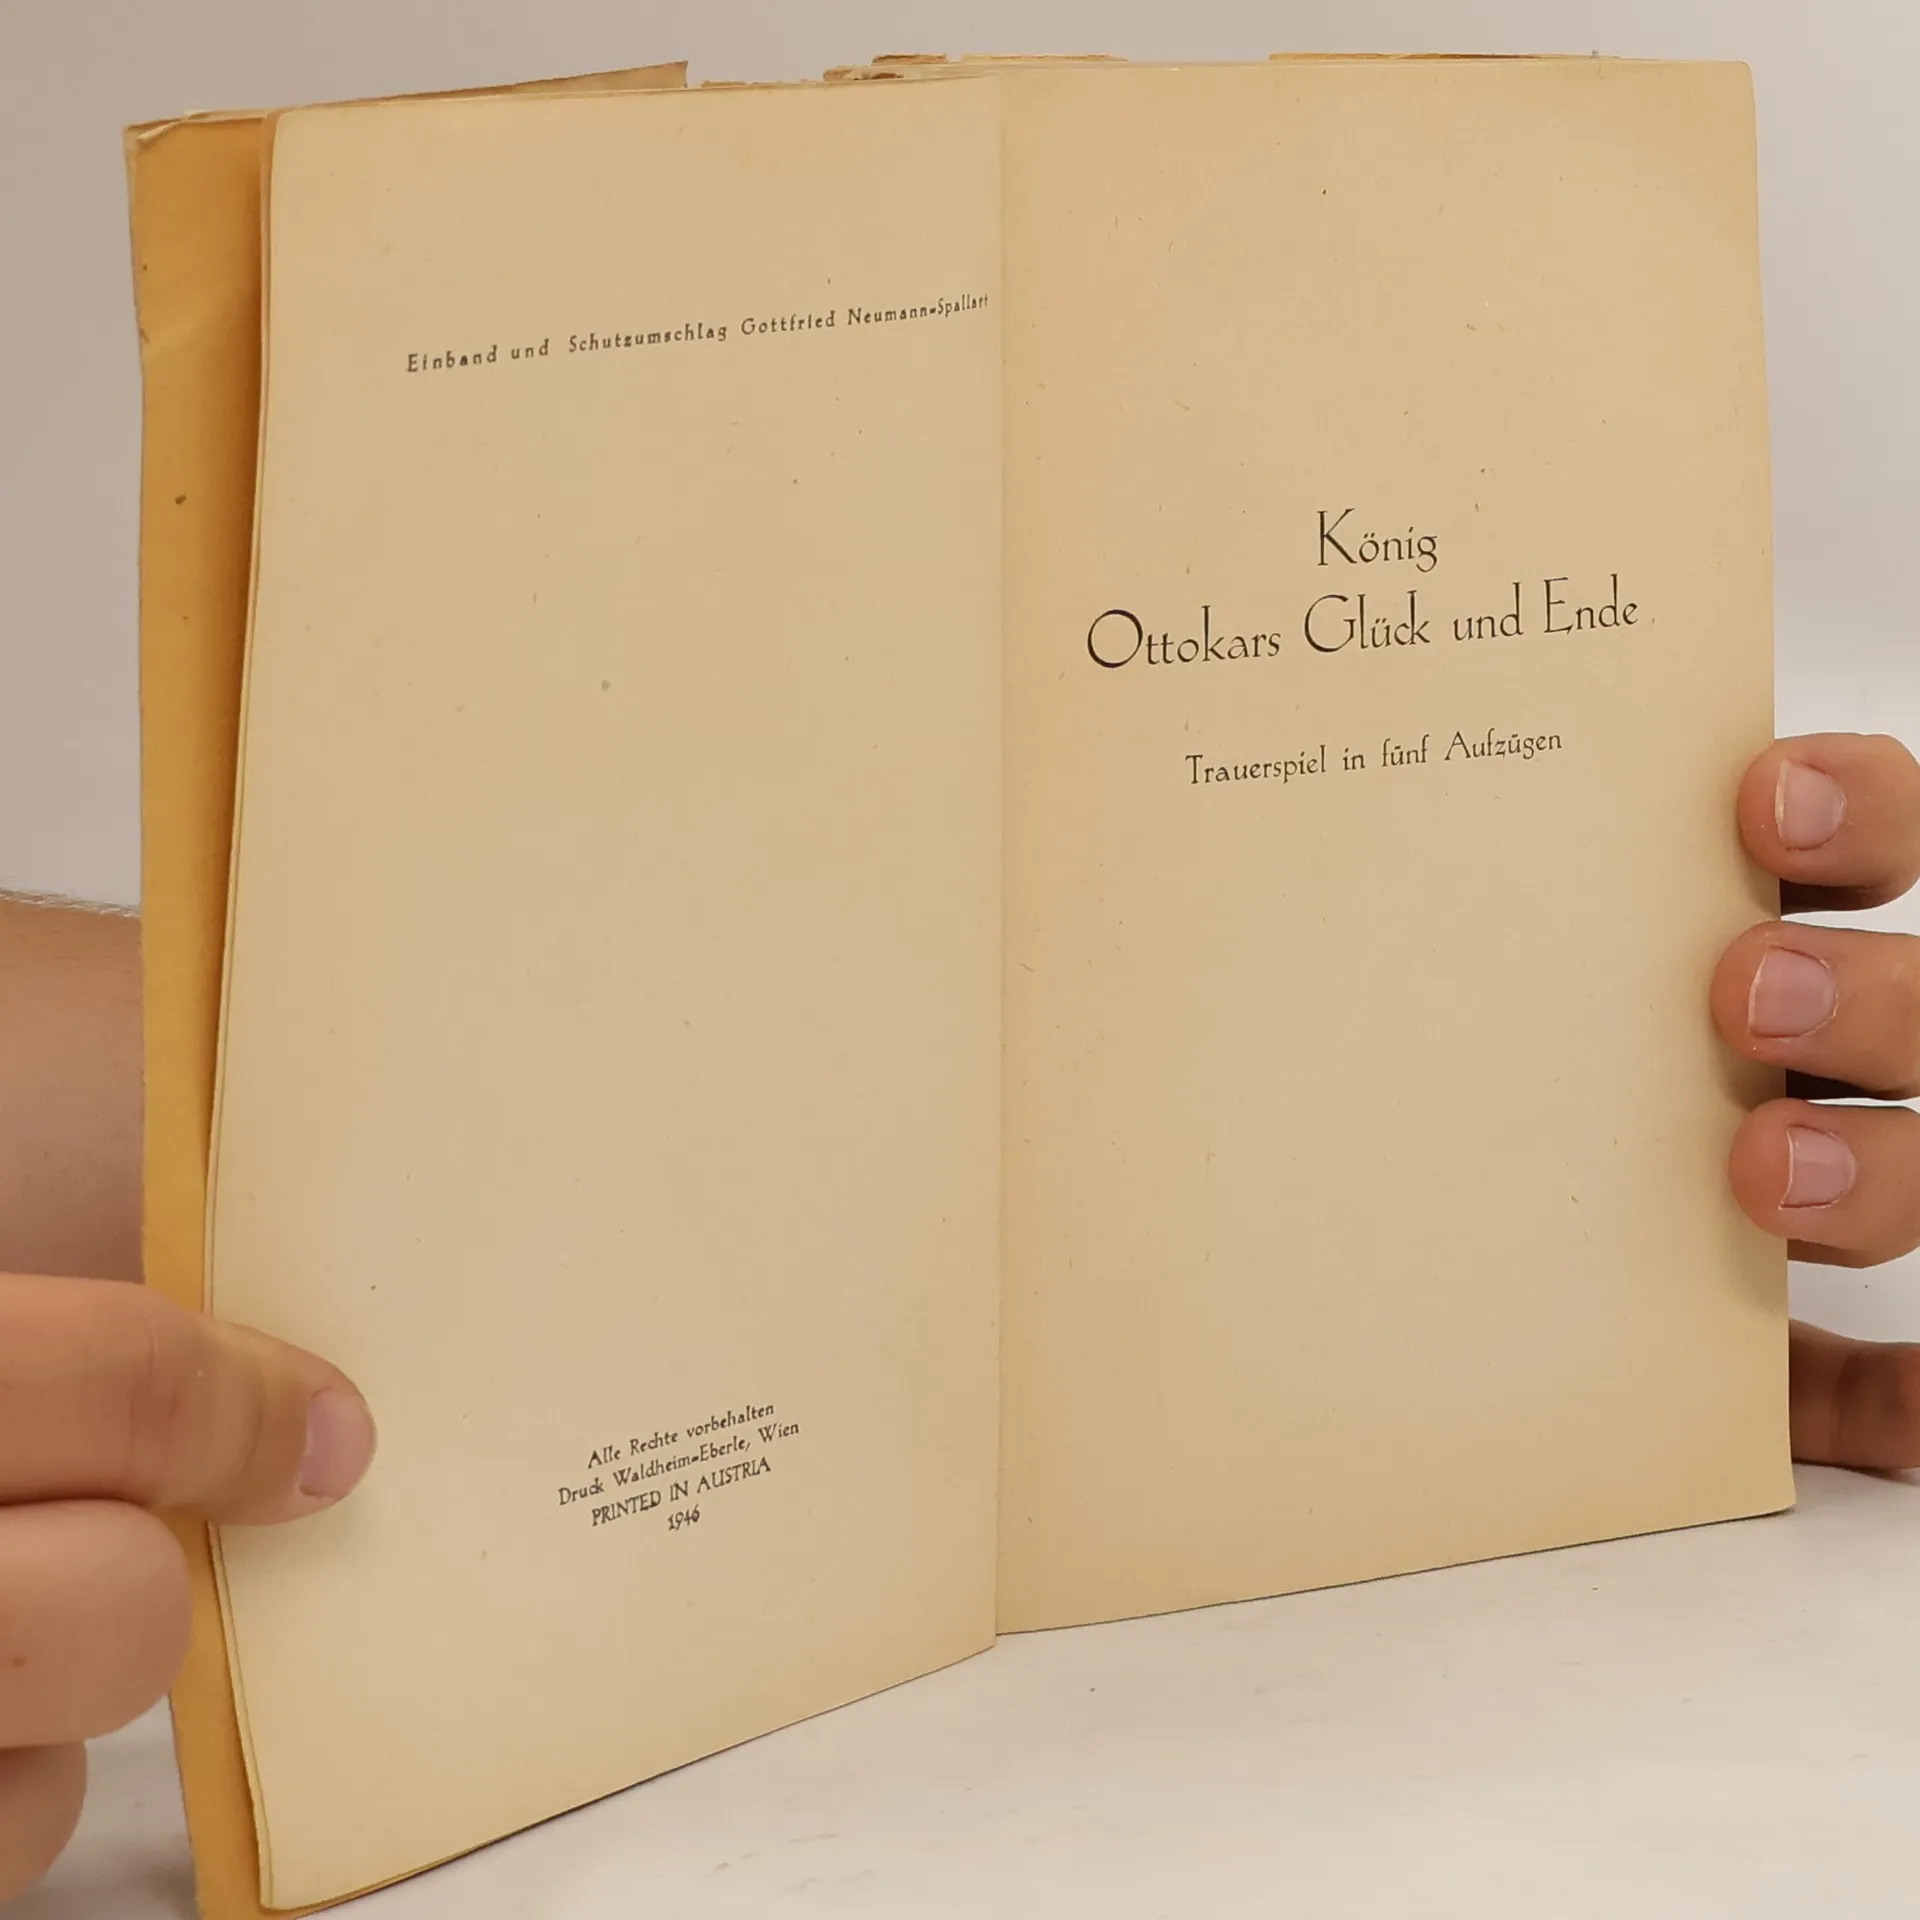 Einband und Schutzumschlag Gottfried Neumann-Spallart
Alle Rechte vorbehalten
Druck Waldheim-Eberle, Wien
PRINTED IN AUSTRIA
1946
König
Ottokars Glück und Ende
Trauerspiel in fünf Aufzügen